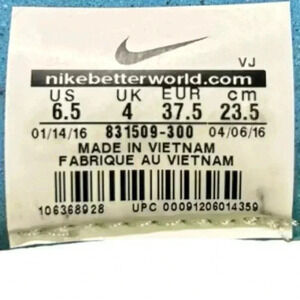 VJ
nikebetterworld.com
US UK EUR cm
6.5 4 37.5 23.5
01/14/16 831509-300 04/06/16
MADE IN VIETNAM
FABRIQUE AU VIETNAM
106368928 UPC 00091206014359